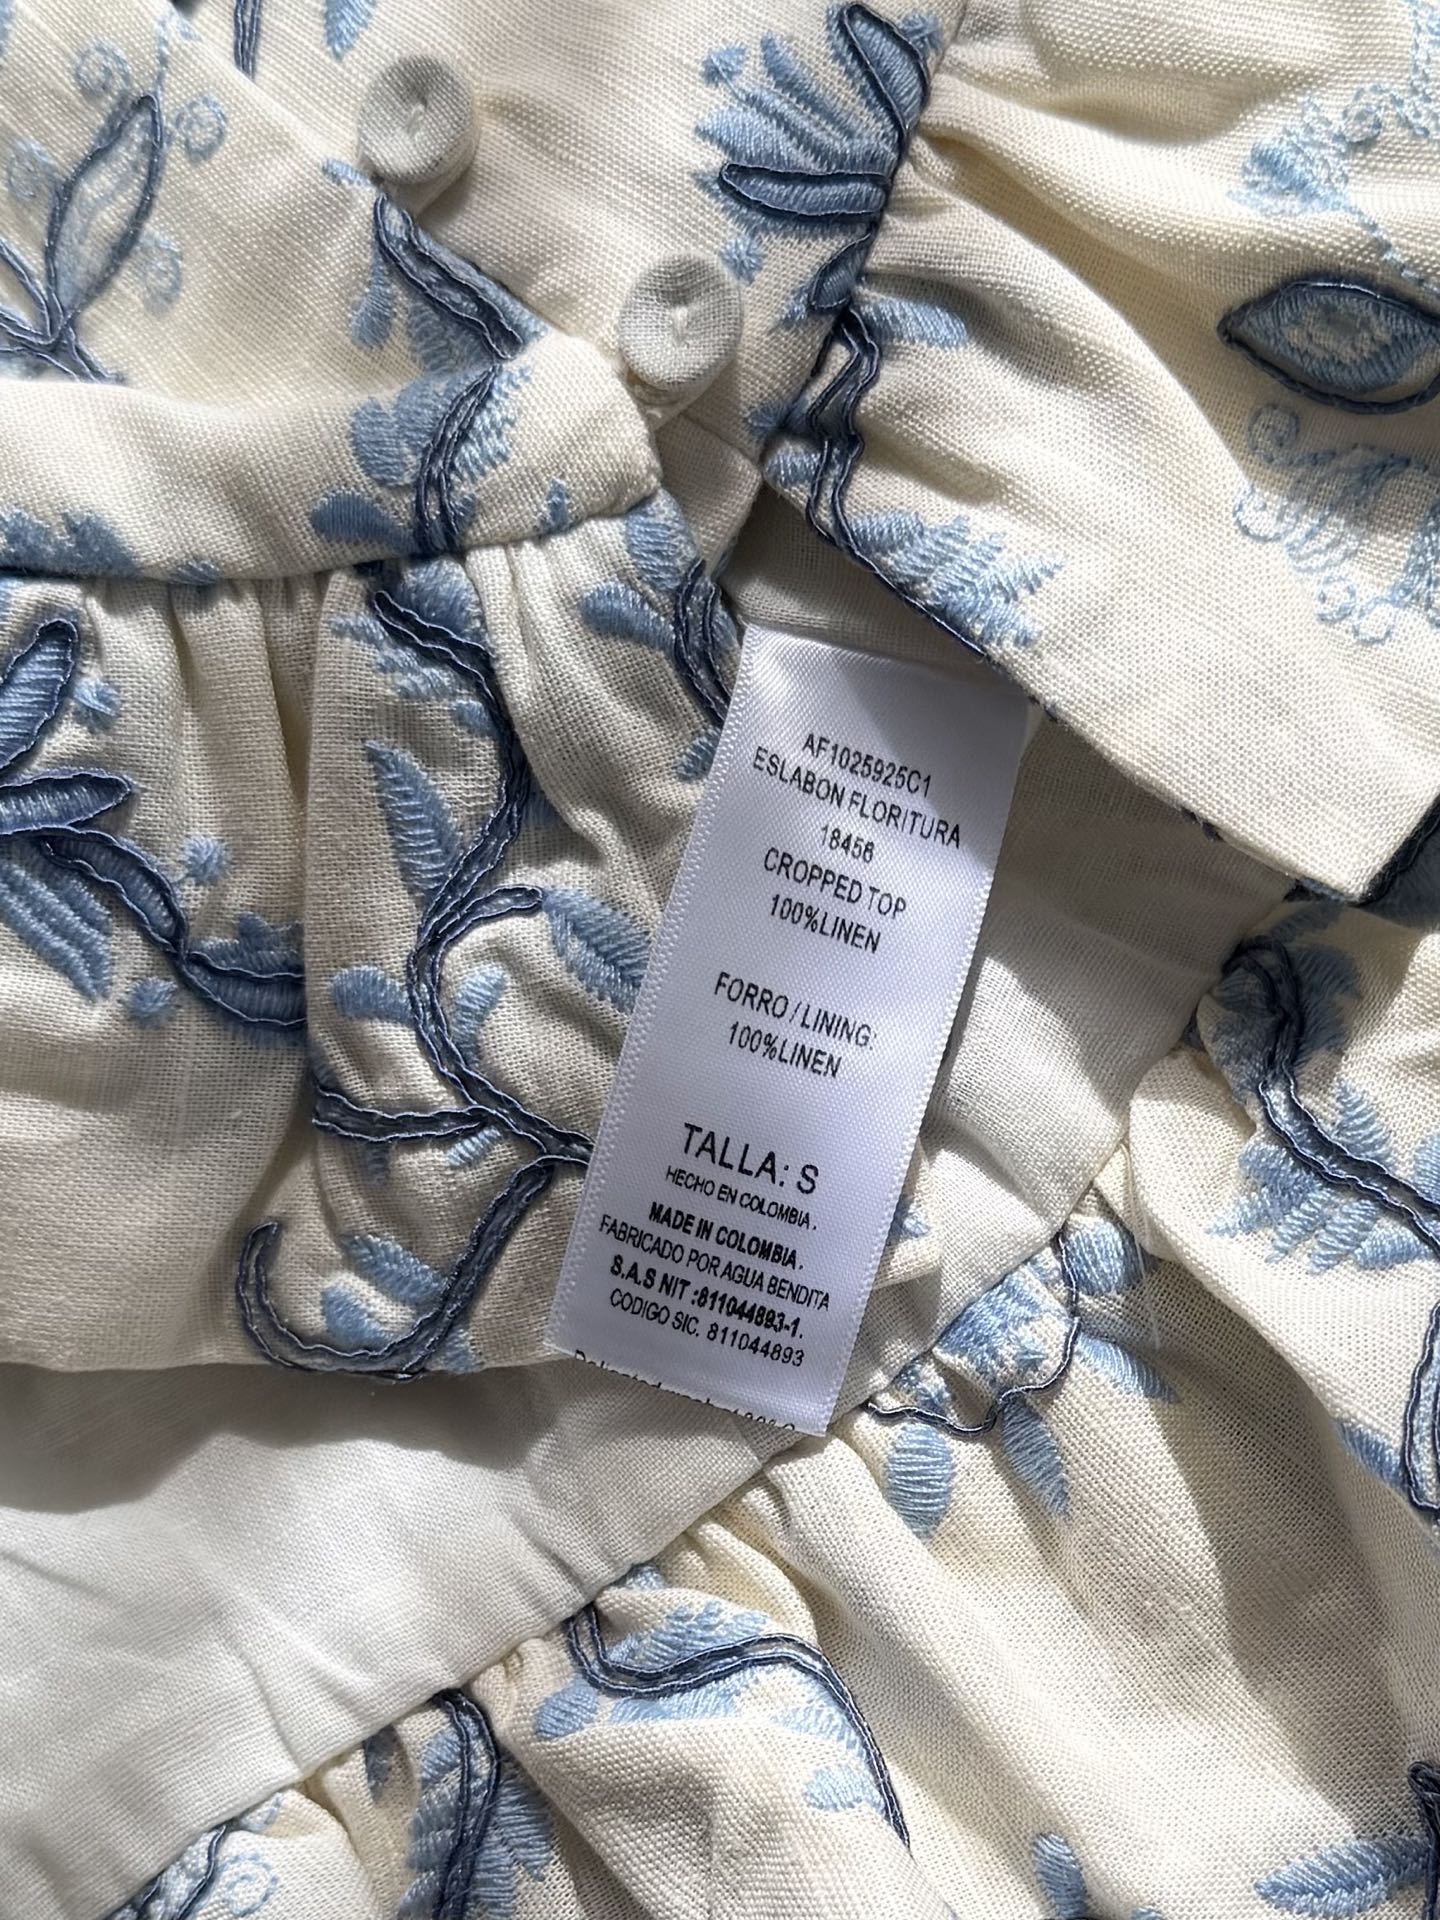 AF1025925C1
ESLABON FLORITURA
18456
CROPPED TOP
100%LINEN
FORRO / LINING:
100%LINEN
TALLA: S
HECHO EN COLOMBIA.
MADE IN COLOMBIA.
FABRICADO POR AGUA BENDITA
S.A.S NIT :811044893-1.
CODIGO SIC. 811044893